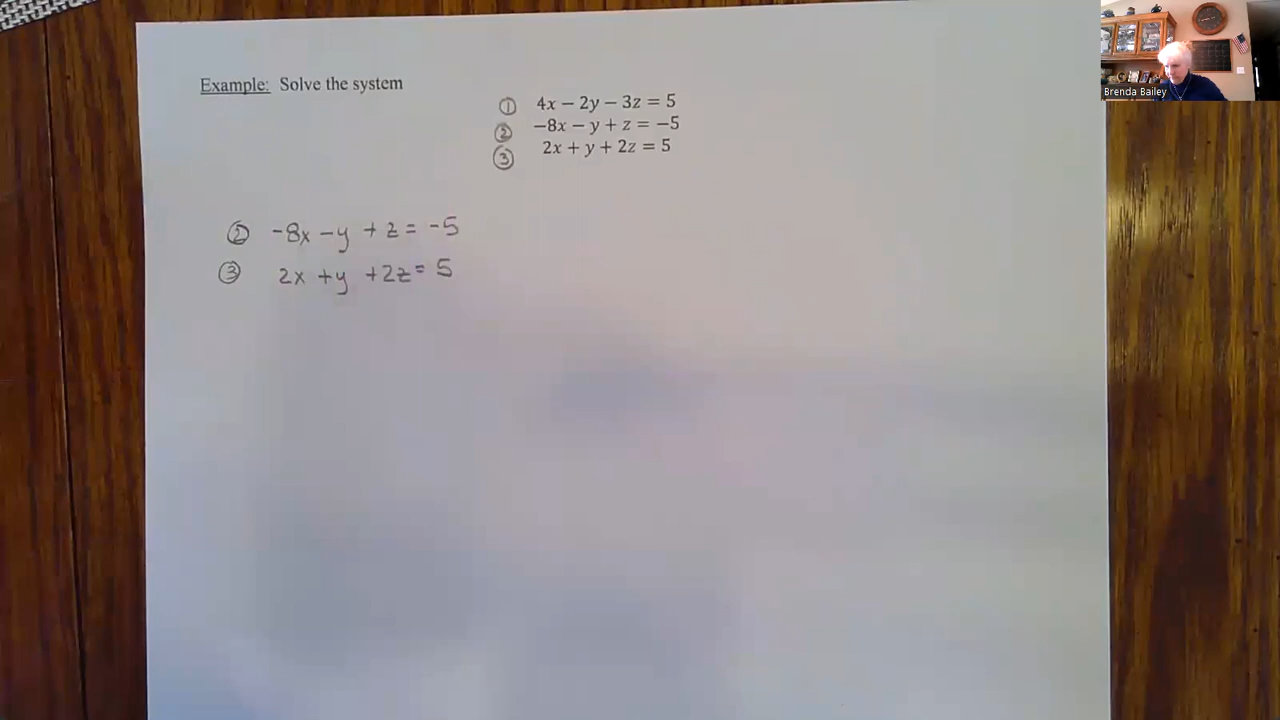 Example: Solve the system
① 4x − 2y − 3z = 5
② −8x − y + z = −5
③ 2x + y + 2z = 5
② -8x -y + z = -5
③ 2x +y +2z = 5
Brenda Bailey